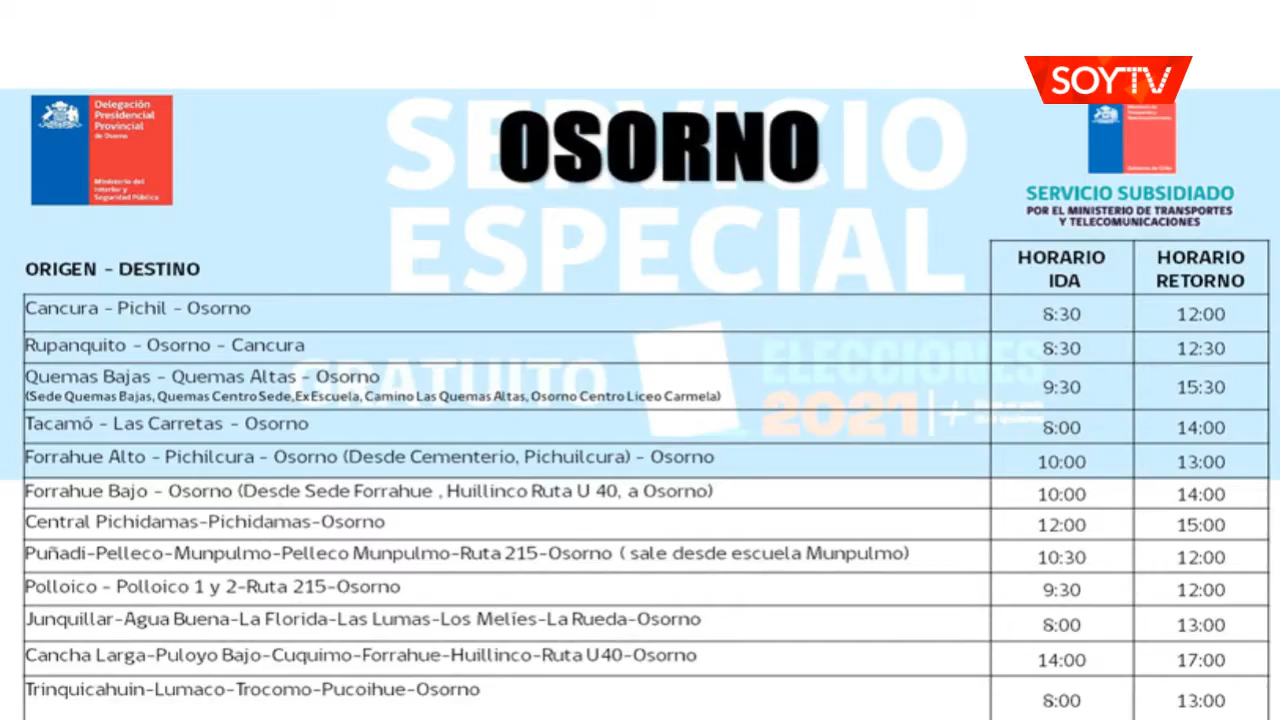 SOYTV
Delegación
Presidencial
Provincial
de Osorno
Ministerio del
Interior y
Seguridad Pública
SERVICIO
OSORNO
ESPECIAL
GRATUITO
ELECCIONES
2021
Gobierno de Chile
SERVICIO SUBSIDIADO
POR EL MINISTERIO DE TRANSPORTES
Y TELECOMUNICACIONES
ORIGEN - DESTINO HORARIO IDA HORARIO RETORNO
Cancura - Pichil - Osorno 8:30 12:00
Rupanquito - Osorno - Cancura 8:30 12:30
Quemas Bajas - Quemas Altas - Osorno 9:30 15:30
(Sede Quemas Bajas, Quemas Centro Sede,ExEscuela, Camino Las Quemas Altas, Osorno Centro Liceo Carmela)
Tacamó - Las Carretas - Osorno 8:00 14:00
Forrahue Alto - Pichilcura - Osorno (Desde Cementerio, Pichuilcura) - Osorno 10:00 13:00
Forrahue Bajo - Osorno (Desde Sede Forrahue , Huillinco Ruta U 40, a Osorno) 10:00 14:00
Central Pichidamas-Pichidamas-Osorno 12:00 15:00
Puñadi-Pelleco-Munpulmo-Pelleco Munpulmo-Ruta 215-Osorno ( sale desde escuela Munpulmo) 10:30 12:00
Polloico - Polloico 1 y 2-Ruta 215-Osorno 9:30 12:00
Junquillar-Agua Buena-La Florida-Las Lumas-Los Melíes-La Rueda-Osorno 8:00 13:00
Cancha Larga-Puloyo Bajo-Cuquimo-Forrahue-Huillinco-Ruta U40-Osorno 14:00 17:00
Trinquicahuin-Lumaco-Trocomo-Pucoihue-Osorno 8:00 13:00